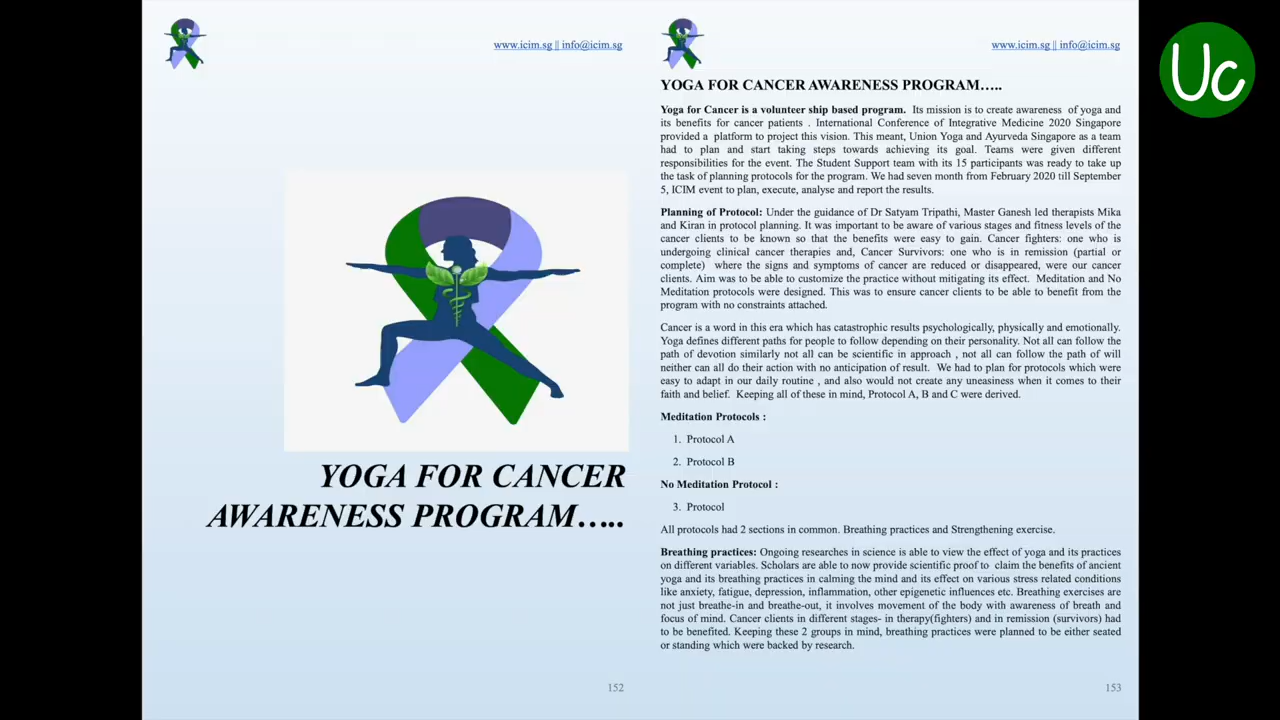 www.icim.sg || info@icim.sg
YOGA FOR CANCER
AWARENESS PROGRAM.....
152
www.icim.sg || info@icim.sg
YOGA FOR CANCER AWARENESS PROGRAM.....
Yoga for Cancer is a volunteer ship based program. Its mission is to create awareness of yoga and
its benefits for cancer patients . International Conference of Integrative Medicine 2020 Singapore
provided a platform to project this vision. This meant, Union Yoga and Ayurveda Singapore as a team
had to plan and start taking steps towards achieving its goal. Teams were given different
responsibilities for the event. The Student Support team with its 15 participants was ready to take up
the task of planning protocols for the program. We had seven month from February 2020 till September
5, ICIM event to plan, execute, analyse and report the results.
Planning of Protocol: Under the guidance of Dr Satyam Tripathi, Master Ganesh led therapists Mika
and Kiran in protocol planning. It was important to be aware of various stages and fitness levels of the
cancer clients to be known so that the benefits were easy to gain. Cancer fighters: one who is
undergoing clinical cancer therapies and, Cancer Survivors: one who is in remission (partial or
complete) where the signs and symptoms of cancer are reduced or disappeared, were our cancer
clients. Aim was to be able to customize the practice without mitigating its effect. Meditation and No
Meditation protocols were designed. This was to ensure cancer clients to be able to benefit from the
program with no constraints attached.
Cancer is a word in this era which has catastrophic results psychologically, physically and emotionally.
Yoga defines different paths for people to follow depending on their personality. Not all can follow the
path of devotion similarly not all can be scientific in approach , not all can follow the path of will
neither can all do their action with no anticipation of result. We had to plan for protocols which were
easy to adapt in our daily routine , and also would not create any uneasiness when it comes to their
faith and belief. Keeping all of these in mind, Protocol A, B and C were derived.
Meditation Protocols :
1. Protocol A
2. Protocol B
No Meditation Protocol :
3. Protocol
All protocols had 2 sections in common. Breathing practices and Strengthening exercise.
Breathing practices: Ongoing researches in science is able to view the effect of yoga and its practices
on different variables. Scholars are able to now provide scientific proof to claim the benefits of ancient
yoga and its breathing practices in calming the mind and its effect on various stress related conditions
like anxiety, fatigue, depression, inflammation, other epigenetic influences etc. Breathing exercises are
not just breathe-in and breathe-out, it involves movement of the body with awareness of breath and
focus of mind. Cancer clients in different stages- in therapy(fighters) and in remission (survivors) had
to be benefited. Keeping these 2 groups in mind, breathing practices were planned to be either seated
or standing which were backed by research.
153
Uc